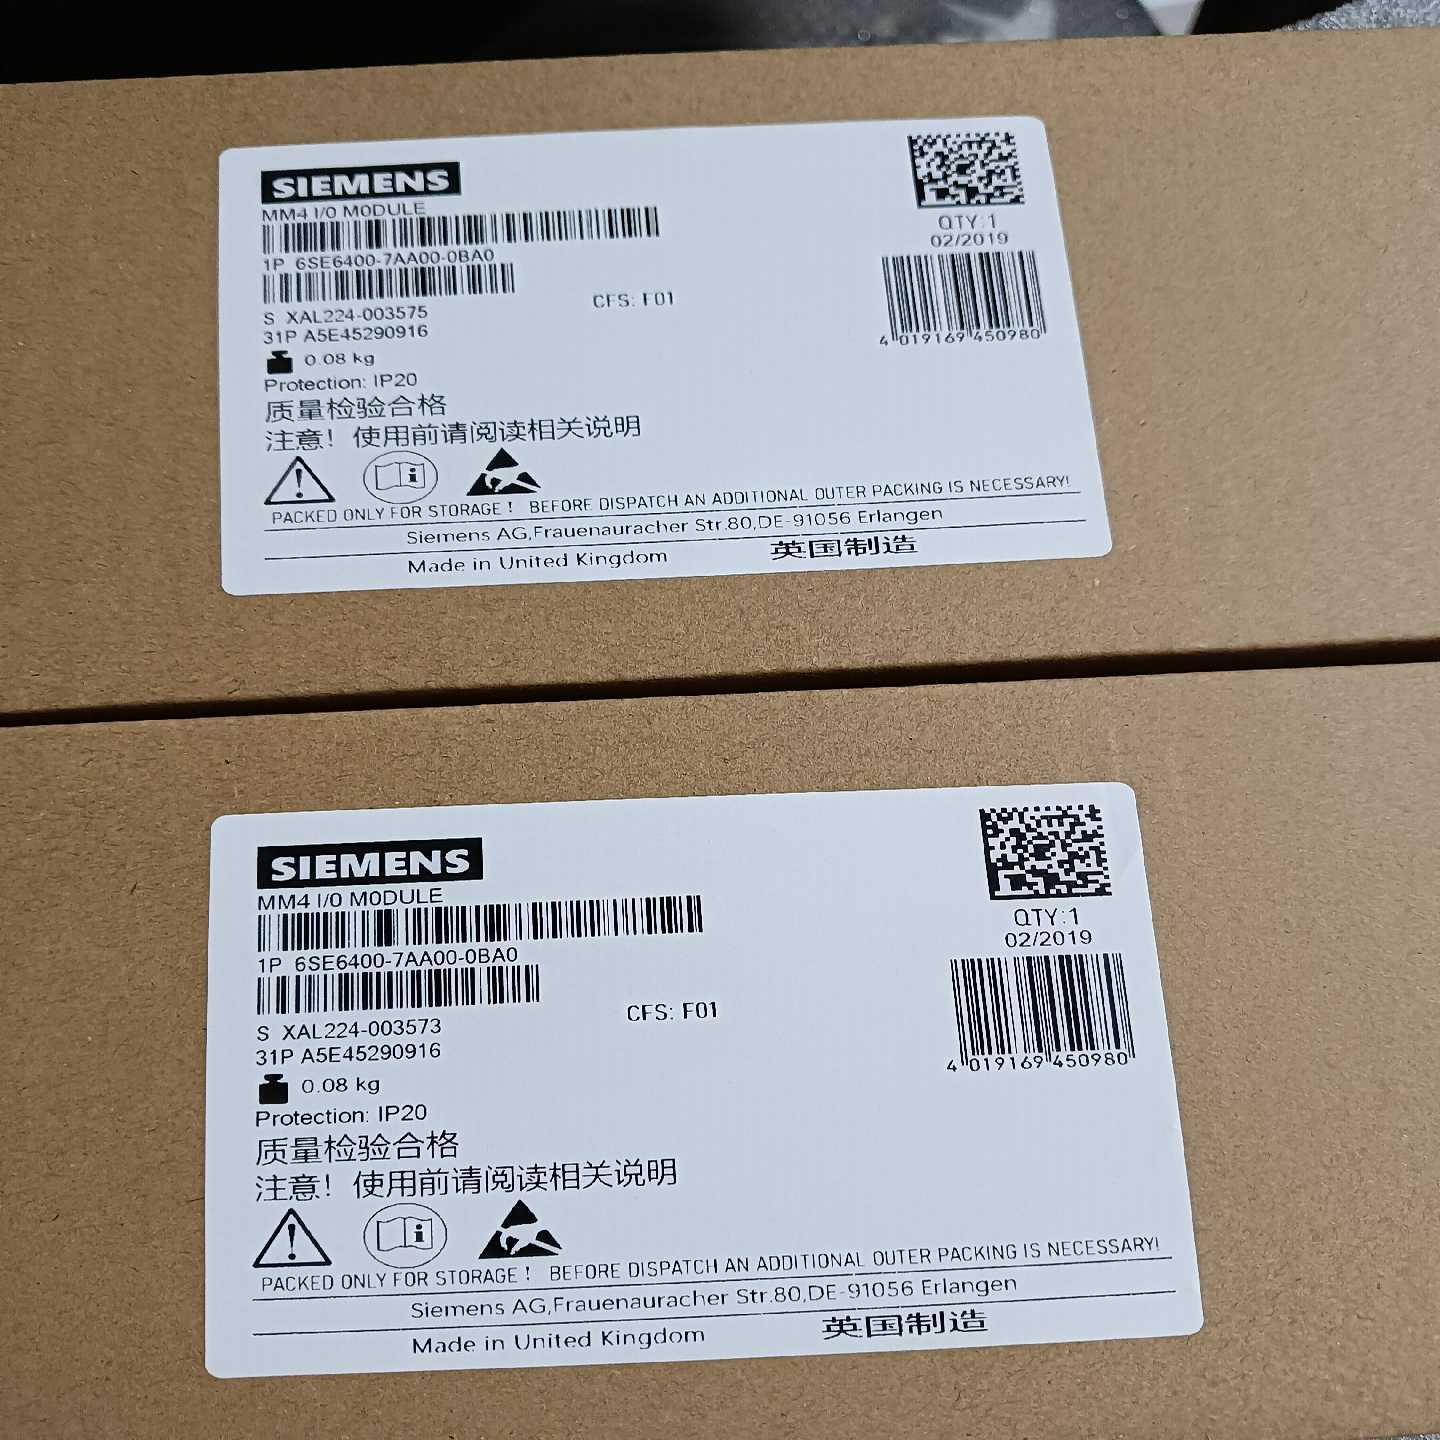 SIEMENS
MM4 I/0 M0DULE
1P 6SE6400-7AA00-0BA0
S XAL224-003575
31P A5E45290916
CFS: F01
QTY:1
02/2019
4 019169 450980
0.08 kg
Protection: IP20
质量检验合格
注意！使用前请阅读相关说明
PACKED ONLY FOR STORAGE! BEFORE DISPATCH AN ADDITIONAL OUTER PACKING IS NECESSARY!
Siemens AG,Frauenauracher Str.80,DE-91056 Erlangen
Made in United Kingdom 英国制造
SIEMENS
MM4 I/0 M0DULE
1P 6SE6400-7AA00-0BA0
S XAL224-003573
31P A5E45290916
CFS: F01
QTY:1
02/2019
4 019169 450980
0.08 kg
Protection: IP20
质量检验合格
注意！使用前请阅读相关说明
PACKED ONLY FOR STORAGE! BEFORE DISPATCH AN ADDITIONAL OUTER PACKING IS NECESSARY!
Siemens AG,Frauenauracher Str.80,DE-91056 Erlangen
Made in United Kingdom 英国制造